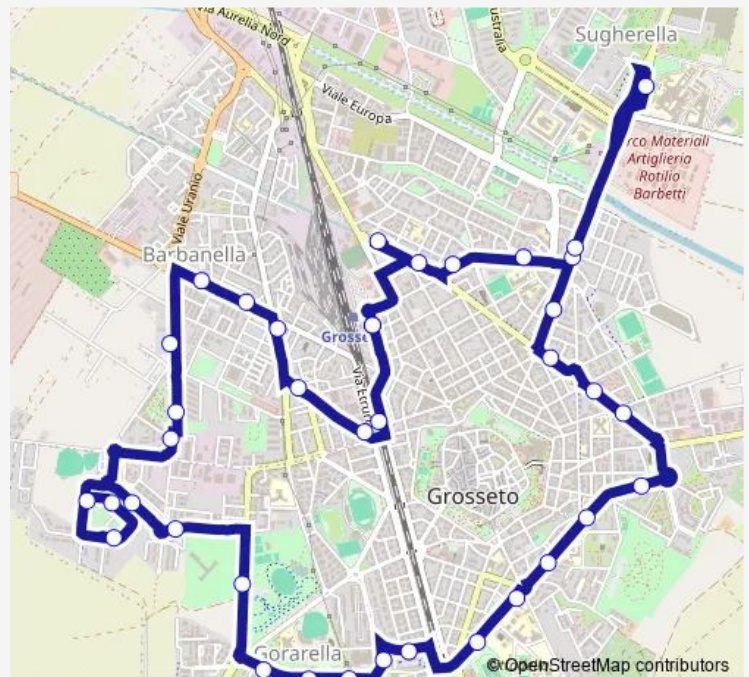 Via Aurelia Nord
Sugherella
ustralia
Viale Europa
rco Materiali
Artiglieria
Rotilio
Barbetti
Viale Uranio
Barbanella
Grosse
Via Etru
Grosseto
Gorarella
© OpenStreetMap contributors